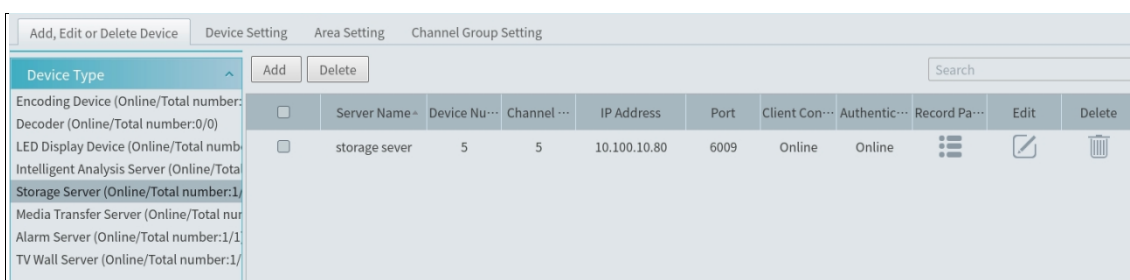 Add, Edit or Delete Device Device Setting Area Setting Channel Group Setting
Device Type
Add Delete Search
Encoding Device (Online/Total number:
Decoder (Online/Total number:0/0)
LED Display Device (Online/Total numb
Intelligent Analysis Server (Online/Total
Storage Server (Online/Total number:1/
Media Transfer Server (Online/Total nur
Alarm Server (Online/Total number:1/1)
TV Wall Server (Online/Total number:1/
Server Name Device Nu··· Channel ··· IP Address Port Client Con··· Authentic··· Record Pa··· Edit Delete
storage sever 5 5 10.100.10.80 6009 Online Online